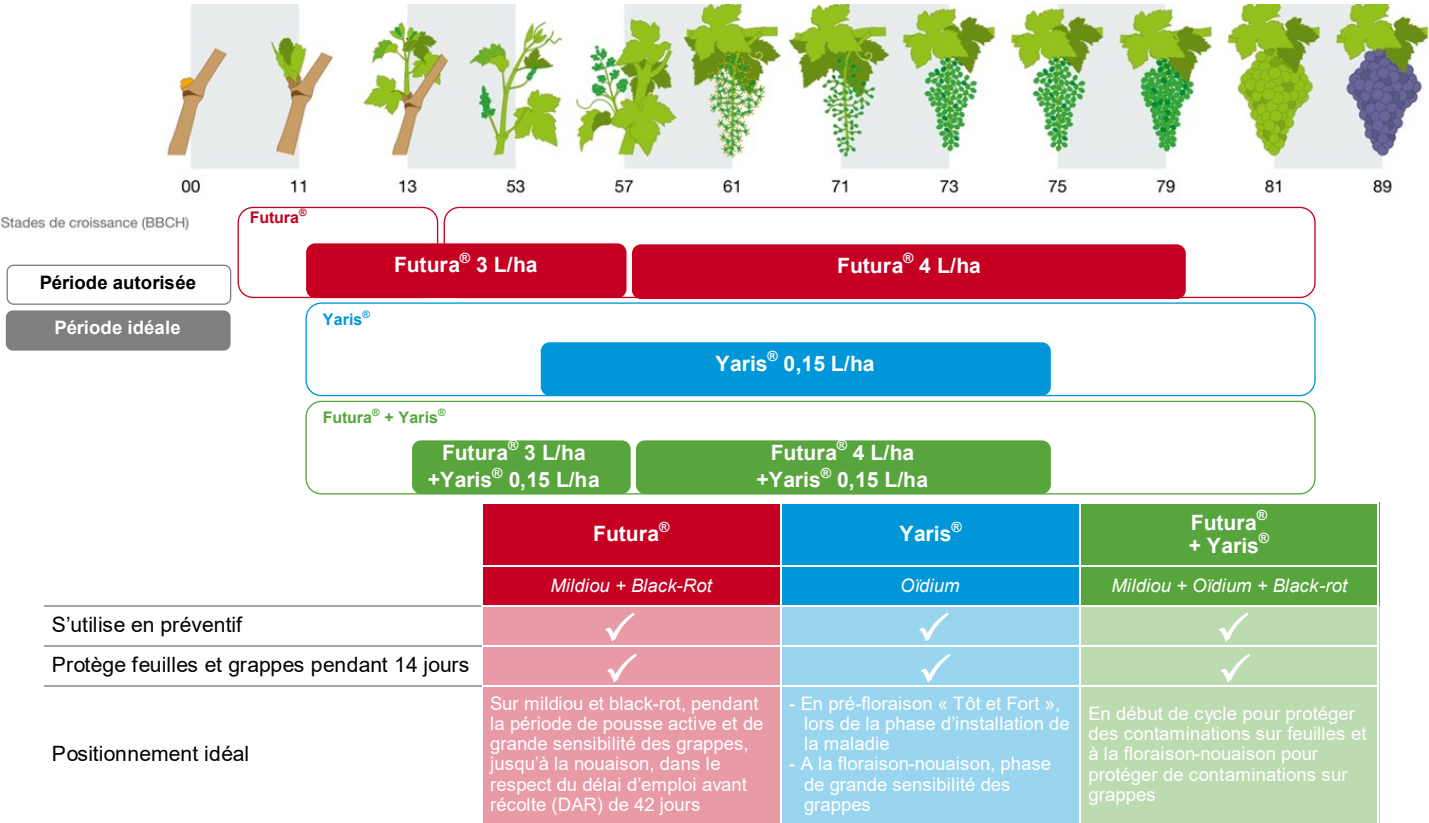 00 11 13 53 57 61 71 73 75 79 81 89
Stades de croissance (BBCH)
Futura®
Futura® 3 L/ha
Futura® 4 L/ha
Période autorisée
Période idéale
Yaris®
Yaris® 0,15 L/ha
Futura® + Yaris®
Futura® 3 L/ha
+Yaris® 0,15 L/ha
Futura® 4 L/ha
+Yaris® 0,15 L/ha
Futura®
Yaris®
Futura®
+ Yaris®
Mildiou + Black-Rot
Oïdium
Mildiou + Oïdium + Black-rot
S’utilise en préventif
✓ ✓ ✓
Protège feuilles et grappes pendant 14 jours
✓ ✓ ✓
Positionnement idéal
Sur mildiou et black-rot, pendant
la période de pousse active et de
grande sensibilité des grappes,
jusqu’à la nouaison, dans le
respect du délai d’emploi avant
récolte (DAR) de 42 jours
- En pré-floraison « Tôt et Fort »,
lors de la phase d’installation de
la maladie
- A la floraison-nouaison, phase
de grande sensibilité des
grappes
En début de cycle pour protéger
des contaminations sur feuilles et
à la floraison-nouaison pour
protéger de contaminations sur
grappes